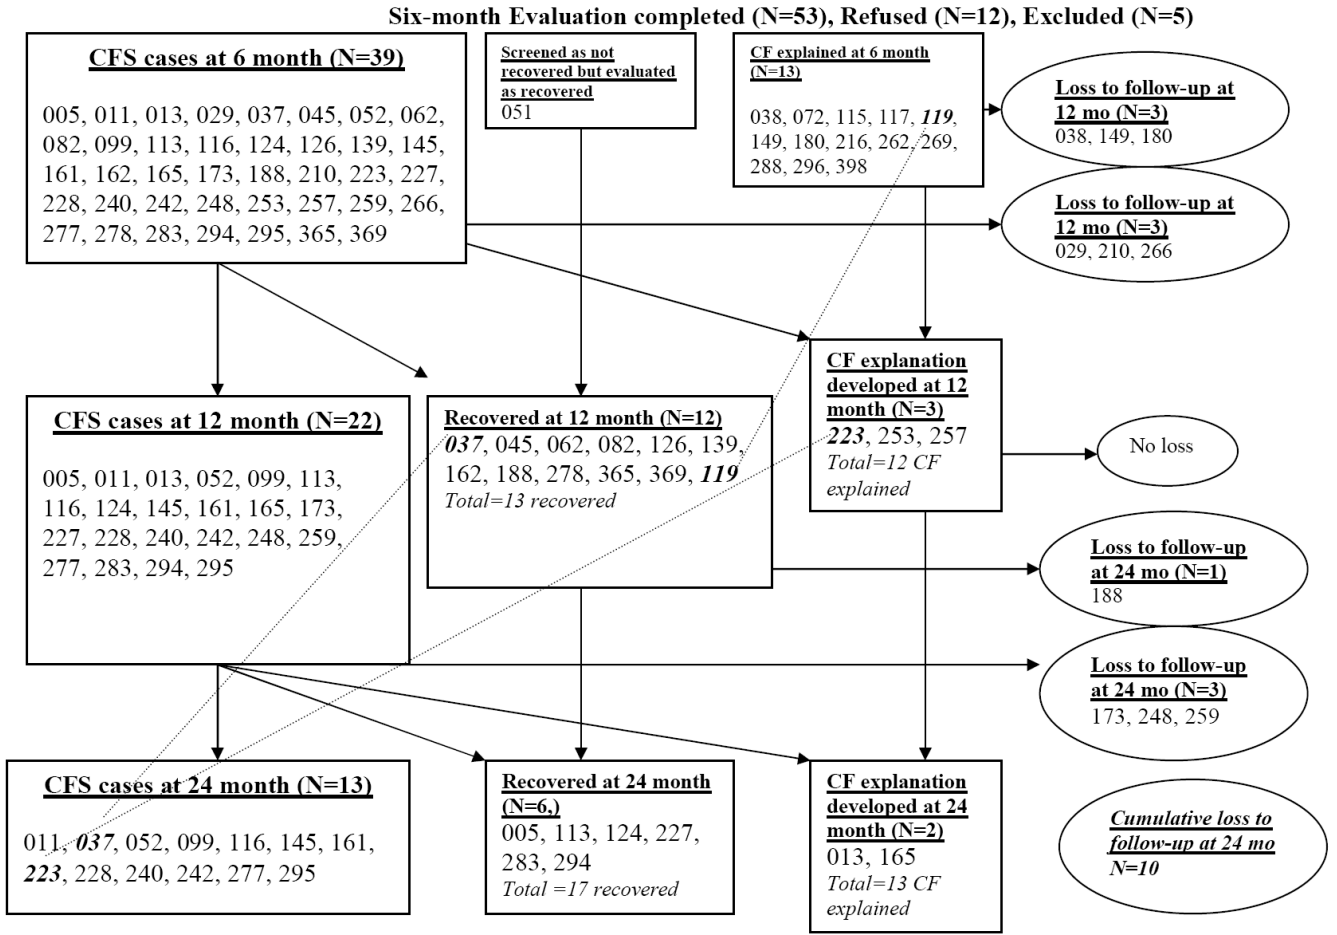 Six-month Evaluation completed (N=53), Refused (N=12), Excluded (N=5)
CFS cases at 6 month (N=39)
005, 011, 013, 029, 037, 045, 052, 062,
082, 099, 113, 116, 124, 126, 139, 145,
161, 162, 165, 173, 188, 210, 223, 227,
228, 240, 242, 248, 253, 257, 259, 266,
277, 278, 283, 294, 295, 365, 369
Screened as not
recovered but evaluated
as recovered
051
CF explained at 6 month
(N=13)
038, 072, 115, 117, 119,
149, 180, 216, 262, 269,
288, 296, 398
Loss to follow-up at
12 mo (N=3)
038, 149, 180
Loss to follow-up at
12 mo (N=3)
029, 210, 266
CFS cases at 12 month (N=22)
005, 011, 013, 052, 099, 113,
116, 124, 145, 161, 165, 173,
227, 228, 240, 242, 248, 259,
277, 283, 294, 295
Recovered at 12 month (N=12)
037, 045, 062, 082, 126, 139,
162, 188, 278, 365, 369, 119
Total=13 recovered
CF explanation
developed at 12
month (N=3)
223, 253, 257
Total=12 CF
explained
No loss
Loss to follow-up
at 24 mo (N=1)
188
Loss to follow-up
at 24 mo (N=3)
173, 248, 259
CFS cases at 24 month (N=13)
011, 037, 052, 099, 116, 145, 161,
223, 228, 240, 242, 277, 295
Recovered at 24 month
(N=6,)
005, 113, 124, 227,
283, 294
Total =17 recovered
CF explanation
developed at 24
month (N=2)
013, 165
Total=13 CF
explained
Cumulative loss to
follow-up at 24 mo
N=10